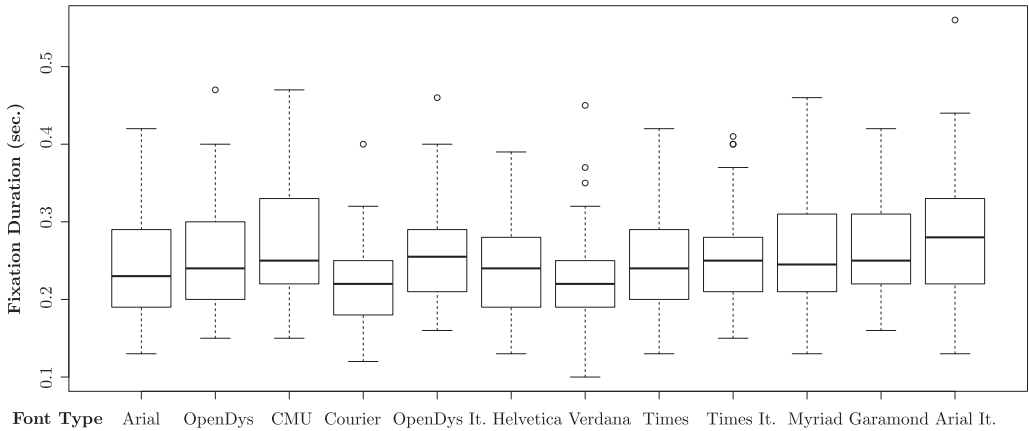 Fixation Duration (sec.)
0.5
0.4
0.3
0.2
0.1
Font Type Arial OpenDys CMU Courier OpenDys It. Helvetica Verdana Times Times It. Myriad Garamond Arial It.